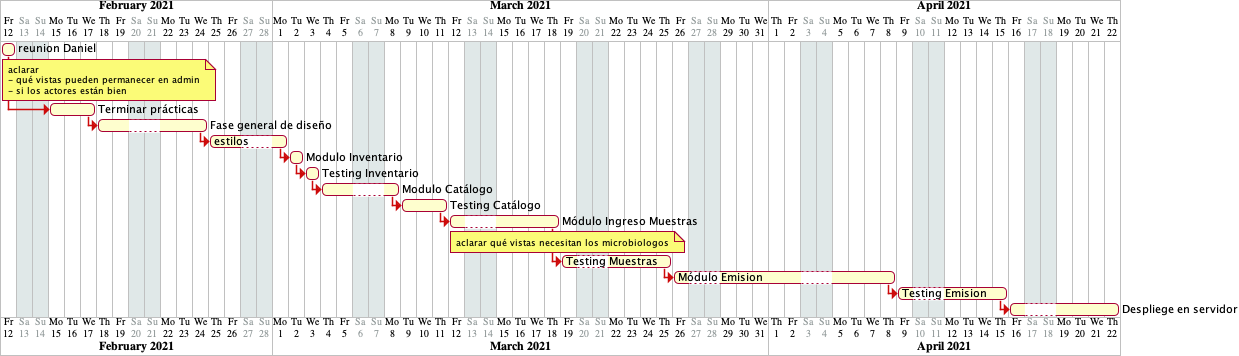 February 2021 March 2021 April 2021
Fr Sa Su Mo Tu We Th Fr Sa Su Mo Tu We Th Fr Sa Su Mo Tu We Th Fr Sa Su Mo Tu We Th Fr Sa Su Mo Tu We Th Fr Sa Su Mo Tu We Th Fr Sa Su Mo Tu We Th Fr Sa Su Mo Tu We Th Fr Sa Su Mo Tu We Th Fr Sa Su Mo Tu We Th
12 13 14 15 16 17 18 19 20 21 22 23 24 25 26 27 28 1 2 3 4 5 6 7 8 9 10 11 12 13 14 15 16 17 18 19 20 21 22 23 24 25 26 27 28 29 30 31 1 2 3 4 5 6 7 8 9 10 11 12 13 14 15 16 17 18 19 20 21 22
reunion Daniel
aclarar
- qué vistas pueden permanecer en admin
- si los actores están bien
Terminar prácticas
Fase general de diseño
estilos
Modulo Inventario
Testing Inventario
Modulo Catálogo
Testing Catálogo
Módulo Ingreso Muestras
aclarar qué vistas necesitan los microbiologos
Testing Muestras
Módulo Emision
Testing Emision
Despliege en servidor
Fr Sa Su Mo Tu We Th Fr Sa Su Mo Tu We Th Fr Sa Su Mo Tu We Th Fr Sa Su Mo Tu We Th Fr Sa Su Mo Tu We Th Fr Sa Su Mo Tu We Th Fr Sa Su Mo Tu We Th Fr Sa Su Mo Tu We Th Fr Sa Su Mo Tu We Th Fr Sa Su Mo Tu We Th
12 13 14 15 16 17 18 19 20 21 22 23 24 25 26 27 28 1 2 3 4 5 6 7 8 9 10 11 12 13 14 15 16 17 18 19 20 21 22 23 24 25 26 27 28 29 30 31 1 2 3 4 5 6 7 8 9 10 11 12 13 14 15 16 17 18 19 20 21 22
February 2021 March 2021 April 2021